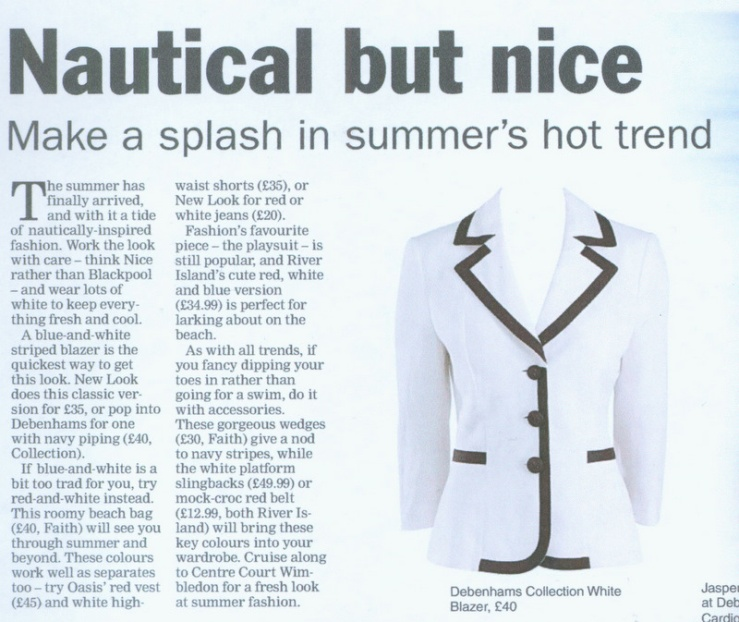 Nautical but nice
Make a splash in summer's hot trend
The summer has
finally arrived,
and with it a tide
of nautically-inspired
fashion. Work the look
with care – think Nice
rather than Blackpool
– and wear lots of
white to keep every-
thing fresh and cool.
A blue-and-white
striped blazer is the
quickest way to get
this look. New Look
does this classic ver-
sion for £35, or pop into
Debenhams for one
with navy piping (£40,
Collection).
If blue-and-white is a
bit too trad for you, try
red-and-white instead.
This roomy beach bag
(£40, Faith) will see you
through summer and
beyond. These colours
work well as separates
too – try Oasis' red vest
(£45) and white high-
waist shorts (£35), or
New Look for red or
white jeans (£20).
Fashion's favourite
piece – the playsuit – is
still popular, and River
Island's cute red, white
and blue version
(£34.99) is perfect for
larking about on the
beach.
As with all trends, if
you fancy dipping your
toes in rather than
going for a swim, do it
with accessories.
These gorgeous wedges
(£30, Faith) give a nod
to navy stripes, while
the white platform
slingbacks (£49.99) or
mock-croc red belt
(£12.99, both River Is-
land) will bring these
key colours into your
wardrobe. Cruise along
to Centre Court Wim-
bledon for a fresh look
at summer fashion.
Debenhams Collection White
Blazer, £40
Jasper
at Deb
Cardig